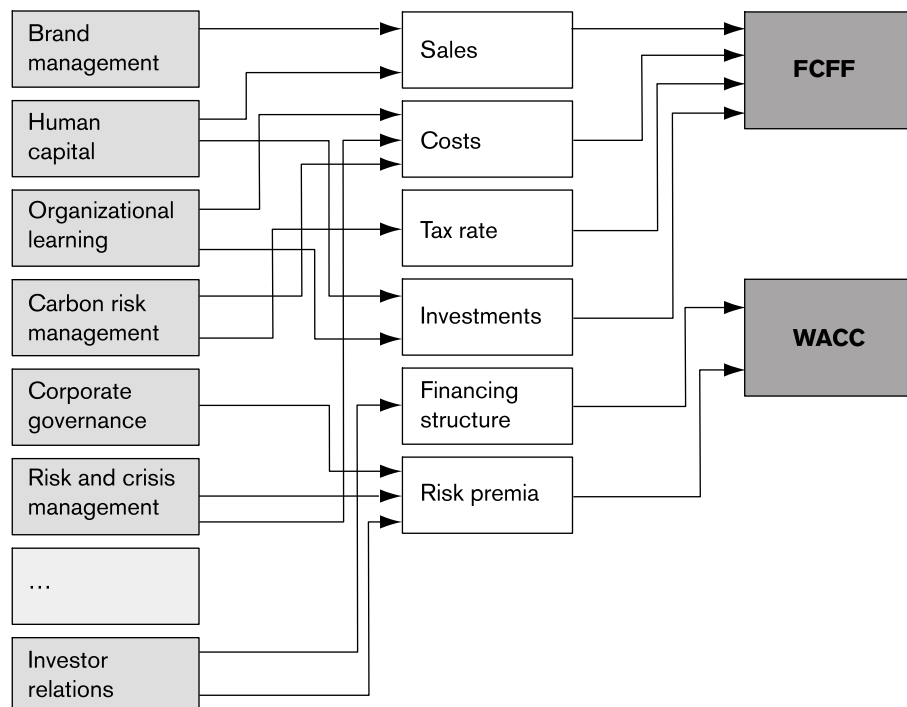 Brand
management
Human
capital
Organizational
learning
Carbon risk
management
Corporate
governance
Risk and crisis
management
...
Investor
relations
Sales
Costs
Tax rate
Investments
Financing
structure
Risk premia
FCFF
WACC